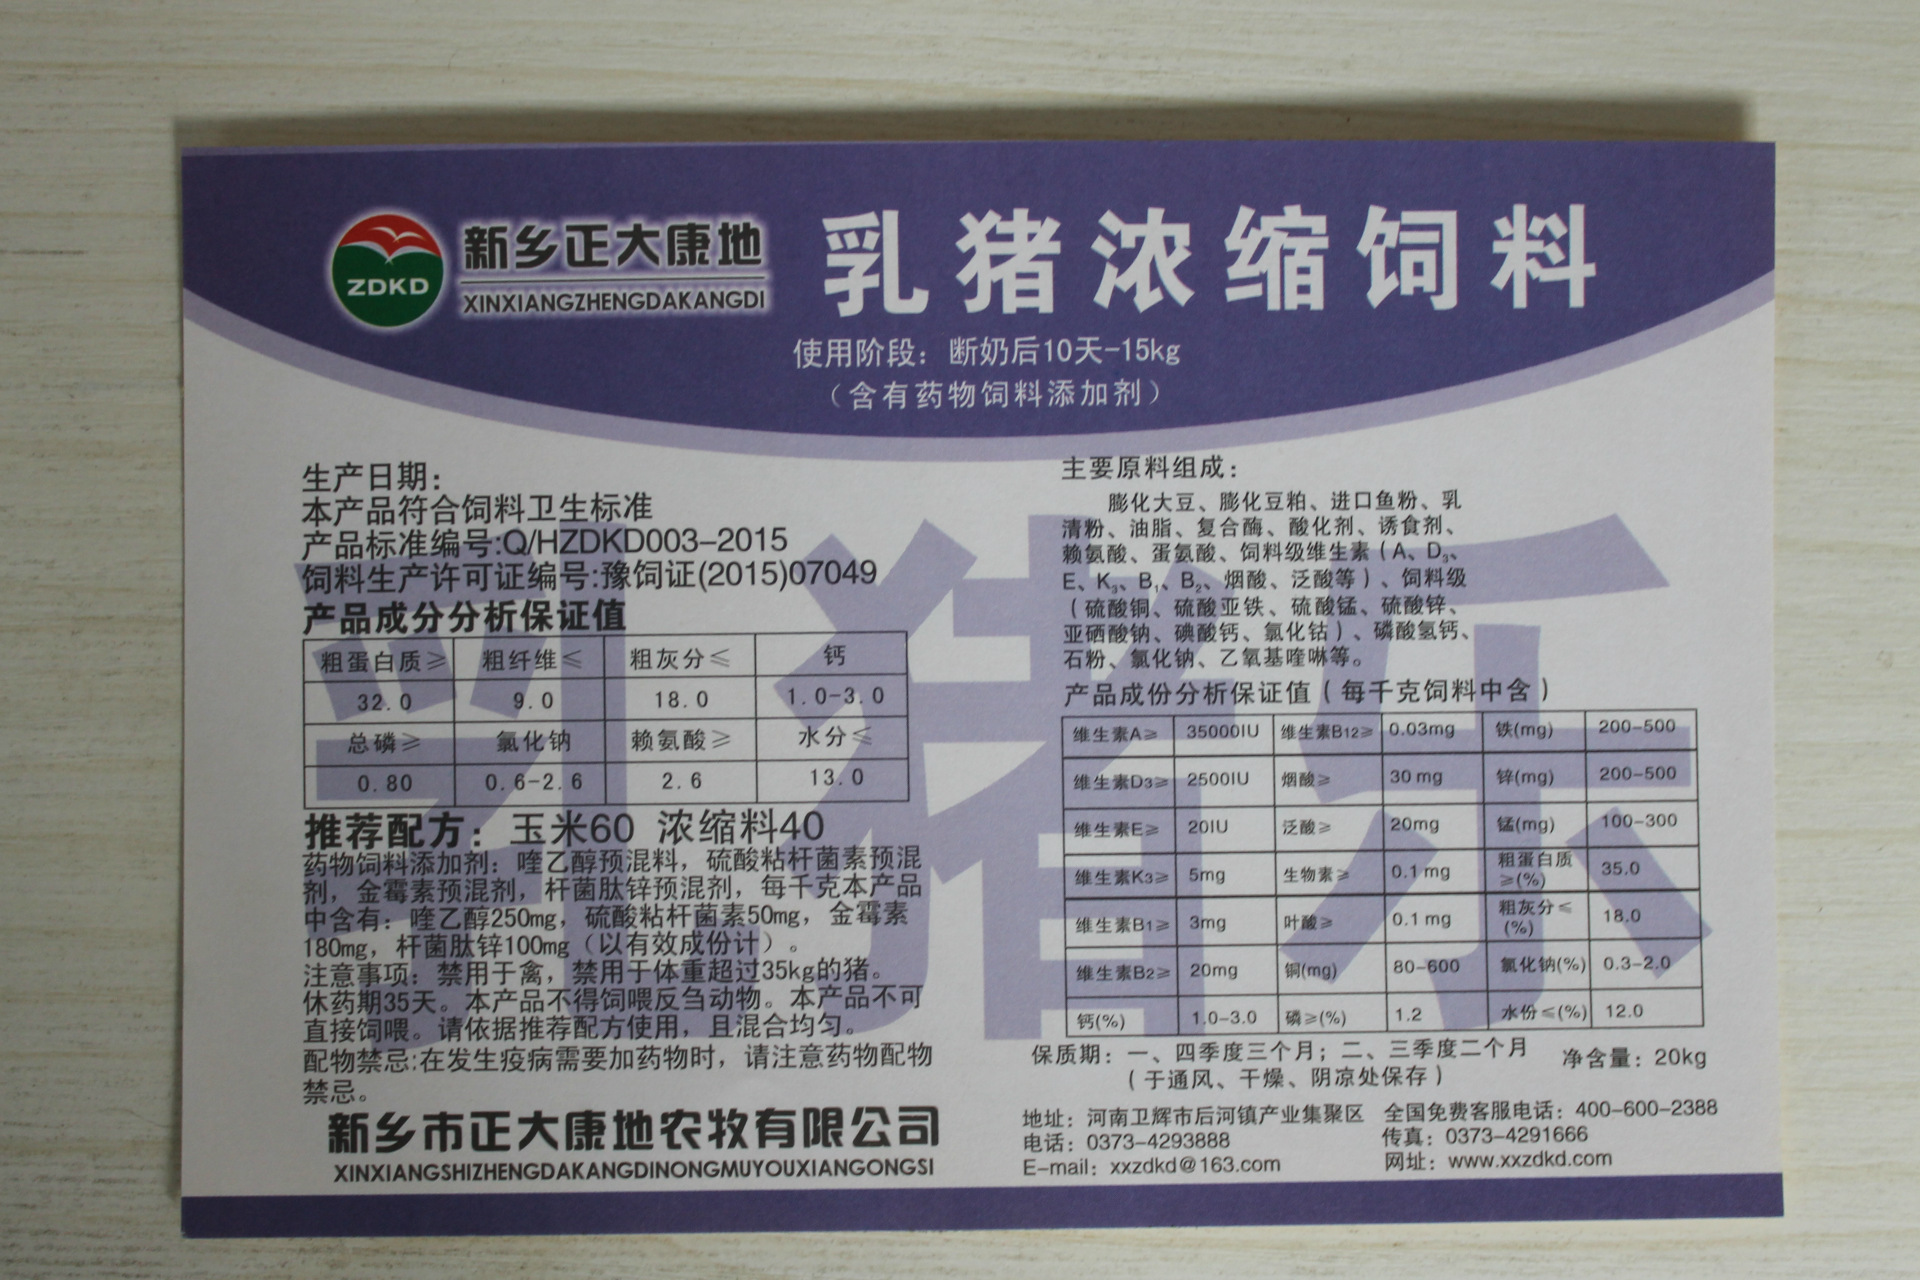 ZDKD
新乡正大康地
XINXIANGZHENGDAKANGDI
乳猪浓缩饲料
使用阶段：断奶后10天-15kg
（含有药物饲料添加剂）
乳猪乐
生产日期：
本产品符合饲料卫生标准
产品标准编号:Q/HZDKD003-2015
饲料生产许可证编号:豫饲证(2015)07049
产品成分分析保证值
粗蛋白质≥ 粗纤维≤ 粗灰分≤ 钙
32.0 9.0 18.0 1.0-3.0
总磷≥ 氯化钠 赖氨酸≥ 水分≤
0.80 0.6-2.6 2.6 13.0
推荐配方：玉米60 浓缩料40
药物饲料添加剂：喹乙醇预混料，硫酸粘杆菌素预混
剂，金霉素预混剂，杆菌肽锌预混剂，每千克本产品
中含有：喹乙醇250mg，硫酸粘杆菌素50mg，金霉素
180mg，杆菌肽锌100mg（以有效成份计）。
注意事项：禁用于禽，禁用于体重超过35kg的猪。
休药期35天。本产品不得饲喂反刍动物。本产品不可
直接饲喂。请依据推荐配方使用，且混合均匀。
配物禁忌:在发生疫病需要加药物时，请注意药物配物
禁忌。
新乡市正大康地农牧有限公司
XINXIANGSHIZHENGDAKANGDINONGMUYOUXIANGONGSI
主要原料组成：
膨化大豆、膨化豆粕、进口鱼粉、乳
清粉、油脂、复合酶、酸化剂、诱食剂、
赖氨酸、蛋氨酸、饲料级维生素（A、D₃、
E、K₃、B₁、B₂、烟酸、泛酸等）、饲料级
（硫酸铜、硫酸亚铁、硫酸锰、硫酸锌、
亚硒酸钠、碘酸钙、氯化钴）、磷酸氢钙、
石粉、氯化钠、乙氧基喹啉等。
产品成份分析保证值（每千克饲料中含）
维生素A≥ 35000IU 维生素B12≥ 0.03mg 铁(mg) 200-500
维生素D3≥ 2500IU 烟酸≥ 30 mg 锌(mg) 200-500
维生素E≥ 20IU 泛酸≥ 20mg 锰(mg) 100-300
维生素K3≥ 5mg 生物素≥ 0.1 mg 粗蛋白质≥(%) 35.0
维生素B1≥ 3mg 叶酸≥ 0.1 mg 粗灰分≤(%) 18.0
维生素B2≥ 20mg 铜(mg) 80-600 氯化钠(%) 0.3-2.0
钙(%) 1.0-3.0 磷≥(%) 1.2 水份≤(%) 12.0
保质期：一、四季度三个月；二、三季度二个月 净含量：20kg
（于通风、干燥、阴凉处保存）
地址：河南卫辉市后河镇产业集聚区 全国免费客服电话：400-600-2388
电话：0373-4293888 传真：0373-4291666
E-mail：xxzdkd@163.com 网址：www.xxzdkd.com